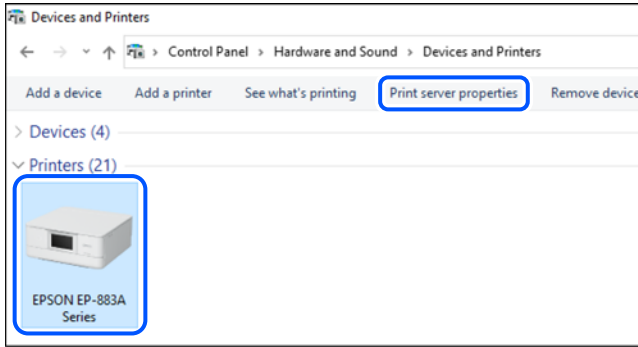 Devices and Printers
Control Panel > Hardware and Sound > Devices and Printers
Add a device Add a printer See what's printing Print server properties Remove device
Devices (4)
Printers (21)
EPSON EP-883A
Series